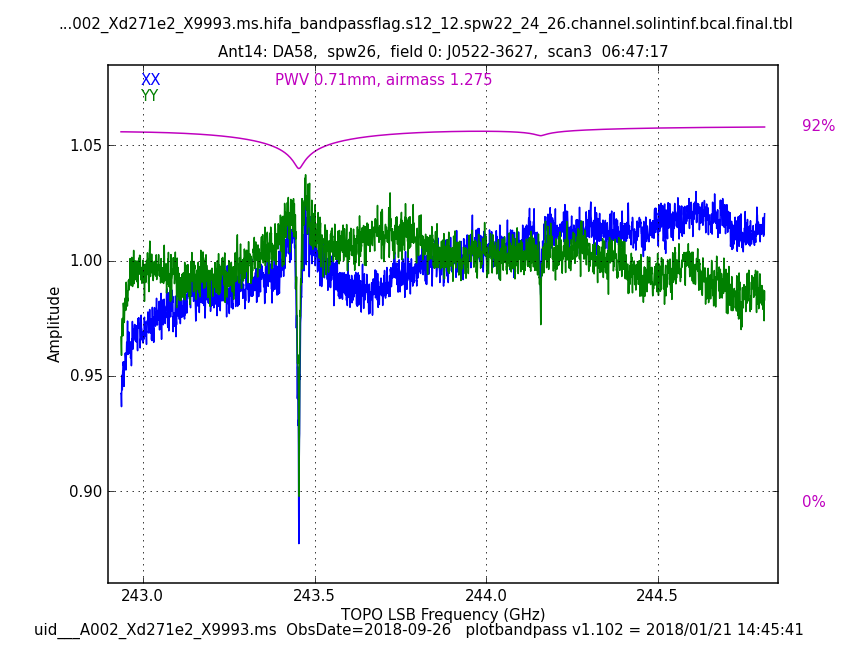 ...002_Xd271e2_X9993.ms.hifa_bandpassflag.s12_12.spw22_24_26.channel.solintinf.bcal.final.tbl
Ant14: DA58,  spw26,  field 0: J0522-3627,  scan3  06:47:17
XX
YY
PWV 0.71mm, airmass 1.275
92%
0%
1.05
1.00
0.95
0.90
Amplitude
243.0
243.5
244.0
244.5
TOPO LSB Frequency (GHz)
uid___A002_Xd271e2_X9993.ms  ObsDate=2018-09-26   plotbandpass v1.102 = 2018/01/21 14:45:41